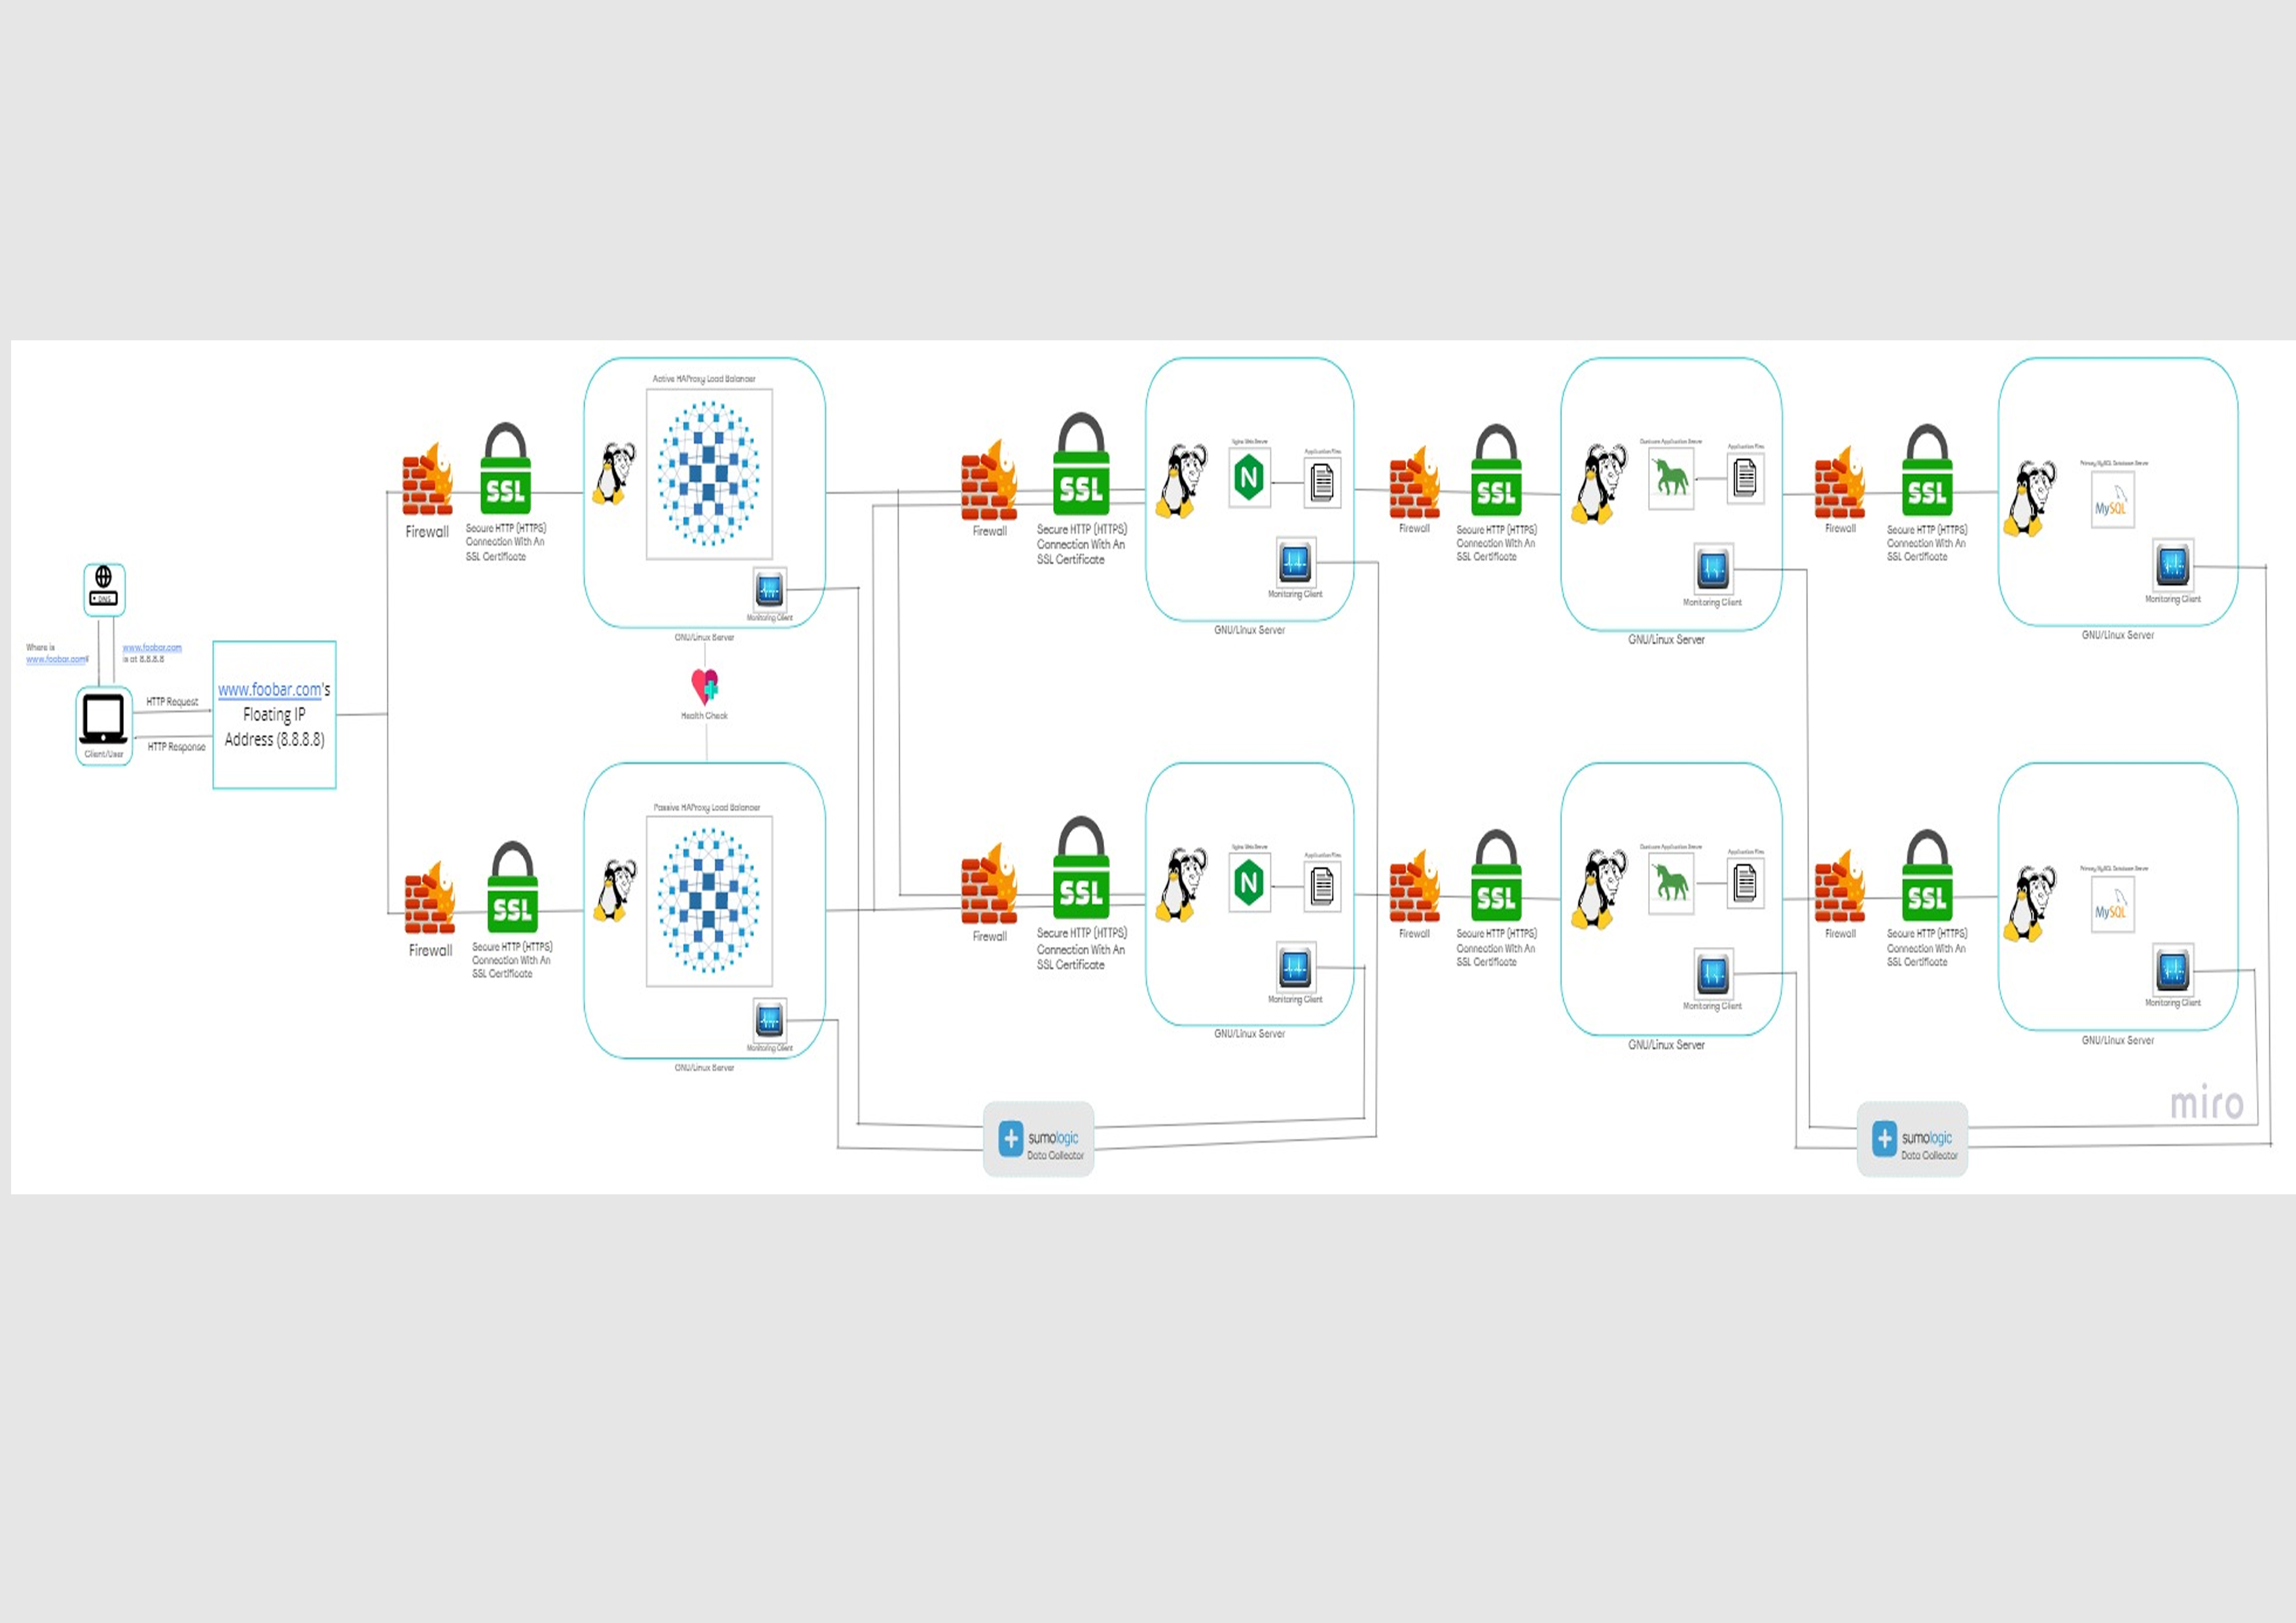 DNS
Where is
www.foobar.com?
www.foobar.com
is at 8.8.8.8
Client/User
HTTP Request
HTTP Response
www.foobar.com's
Floating IP
Address (8.8.8.8)
Firewall
SSL
Secure HTTP (HTTPS)
Connection With An
SSL Certificate
Active HAProxy Load Balancer
Monitoring Client
GNU/Linux Server
Health Check
Firewall
SSL
Secure HTTP (HTTPS)
Connection With An
SSL Certificate
Passive HAProxy Load Balancer
Monitoring Client
GNU/Linux Server
Firewall
SSL
Secure HTTP (HTTPS)
Connection With An
SSL Certificate
Nginx Web Server
N
Application Files
Monitoring Client
GNU/Linux Server
Firewall
SSL
Secure HTTP (HTTPS)
Connection With An
SSL Certificate
Nginx Web Server
N
Application Files
Monitoring Client
GNU/Linux Server
Firewall
SSL
Secure HTTP (HTTPS)
Connection With An
SSL Certificate
Gunicorn Application Server
Application Files
Monitoring Client
GNU/Linux Server
Firewall
SSL
Secure HTTP (HTTPS)
Connection With An
SSL Certificate
Gunicorn Application Server
Application Files
Monitoring Client
GNU/Linux Server
Firewall
SSL
Secure HTTP (HTTPS)
Connection With An
SSL Certificate
Primary MySQL Database Server
MySQL
Monitoring Client
GNU/Linux Server
Firewall
SSL
Secure HTTP (HTTPS)
Connection With An
SSL Certificate
Primary MySQL Database Server
MySQL
Monitoring Client
GNU/Linux Server
sumologic
Data Collector
sumologic
Data Collector
miro